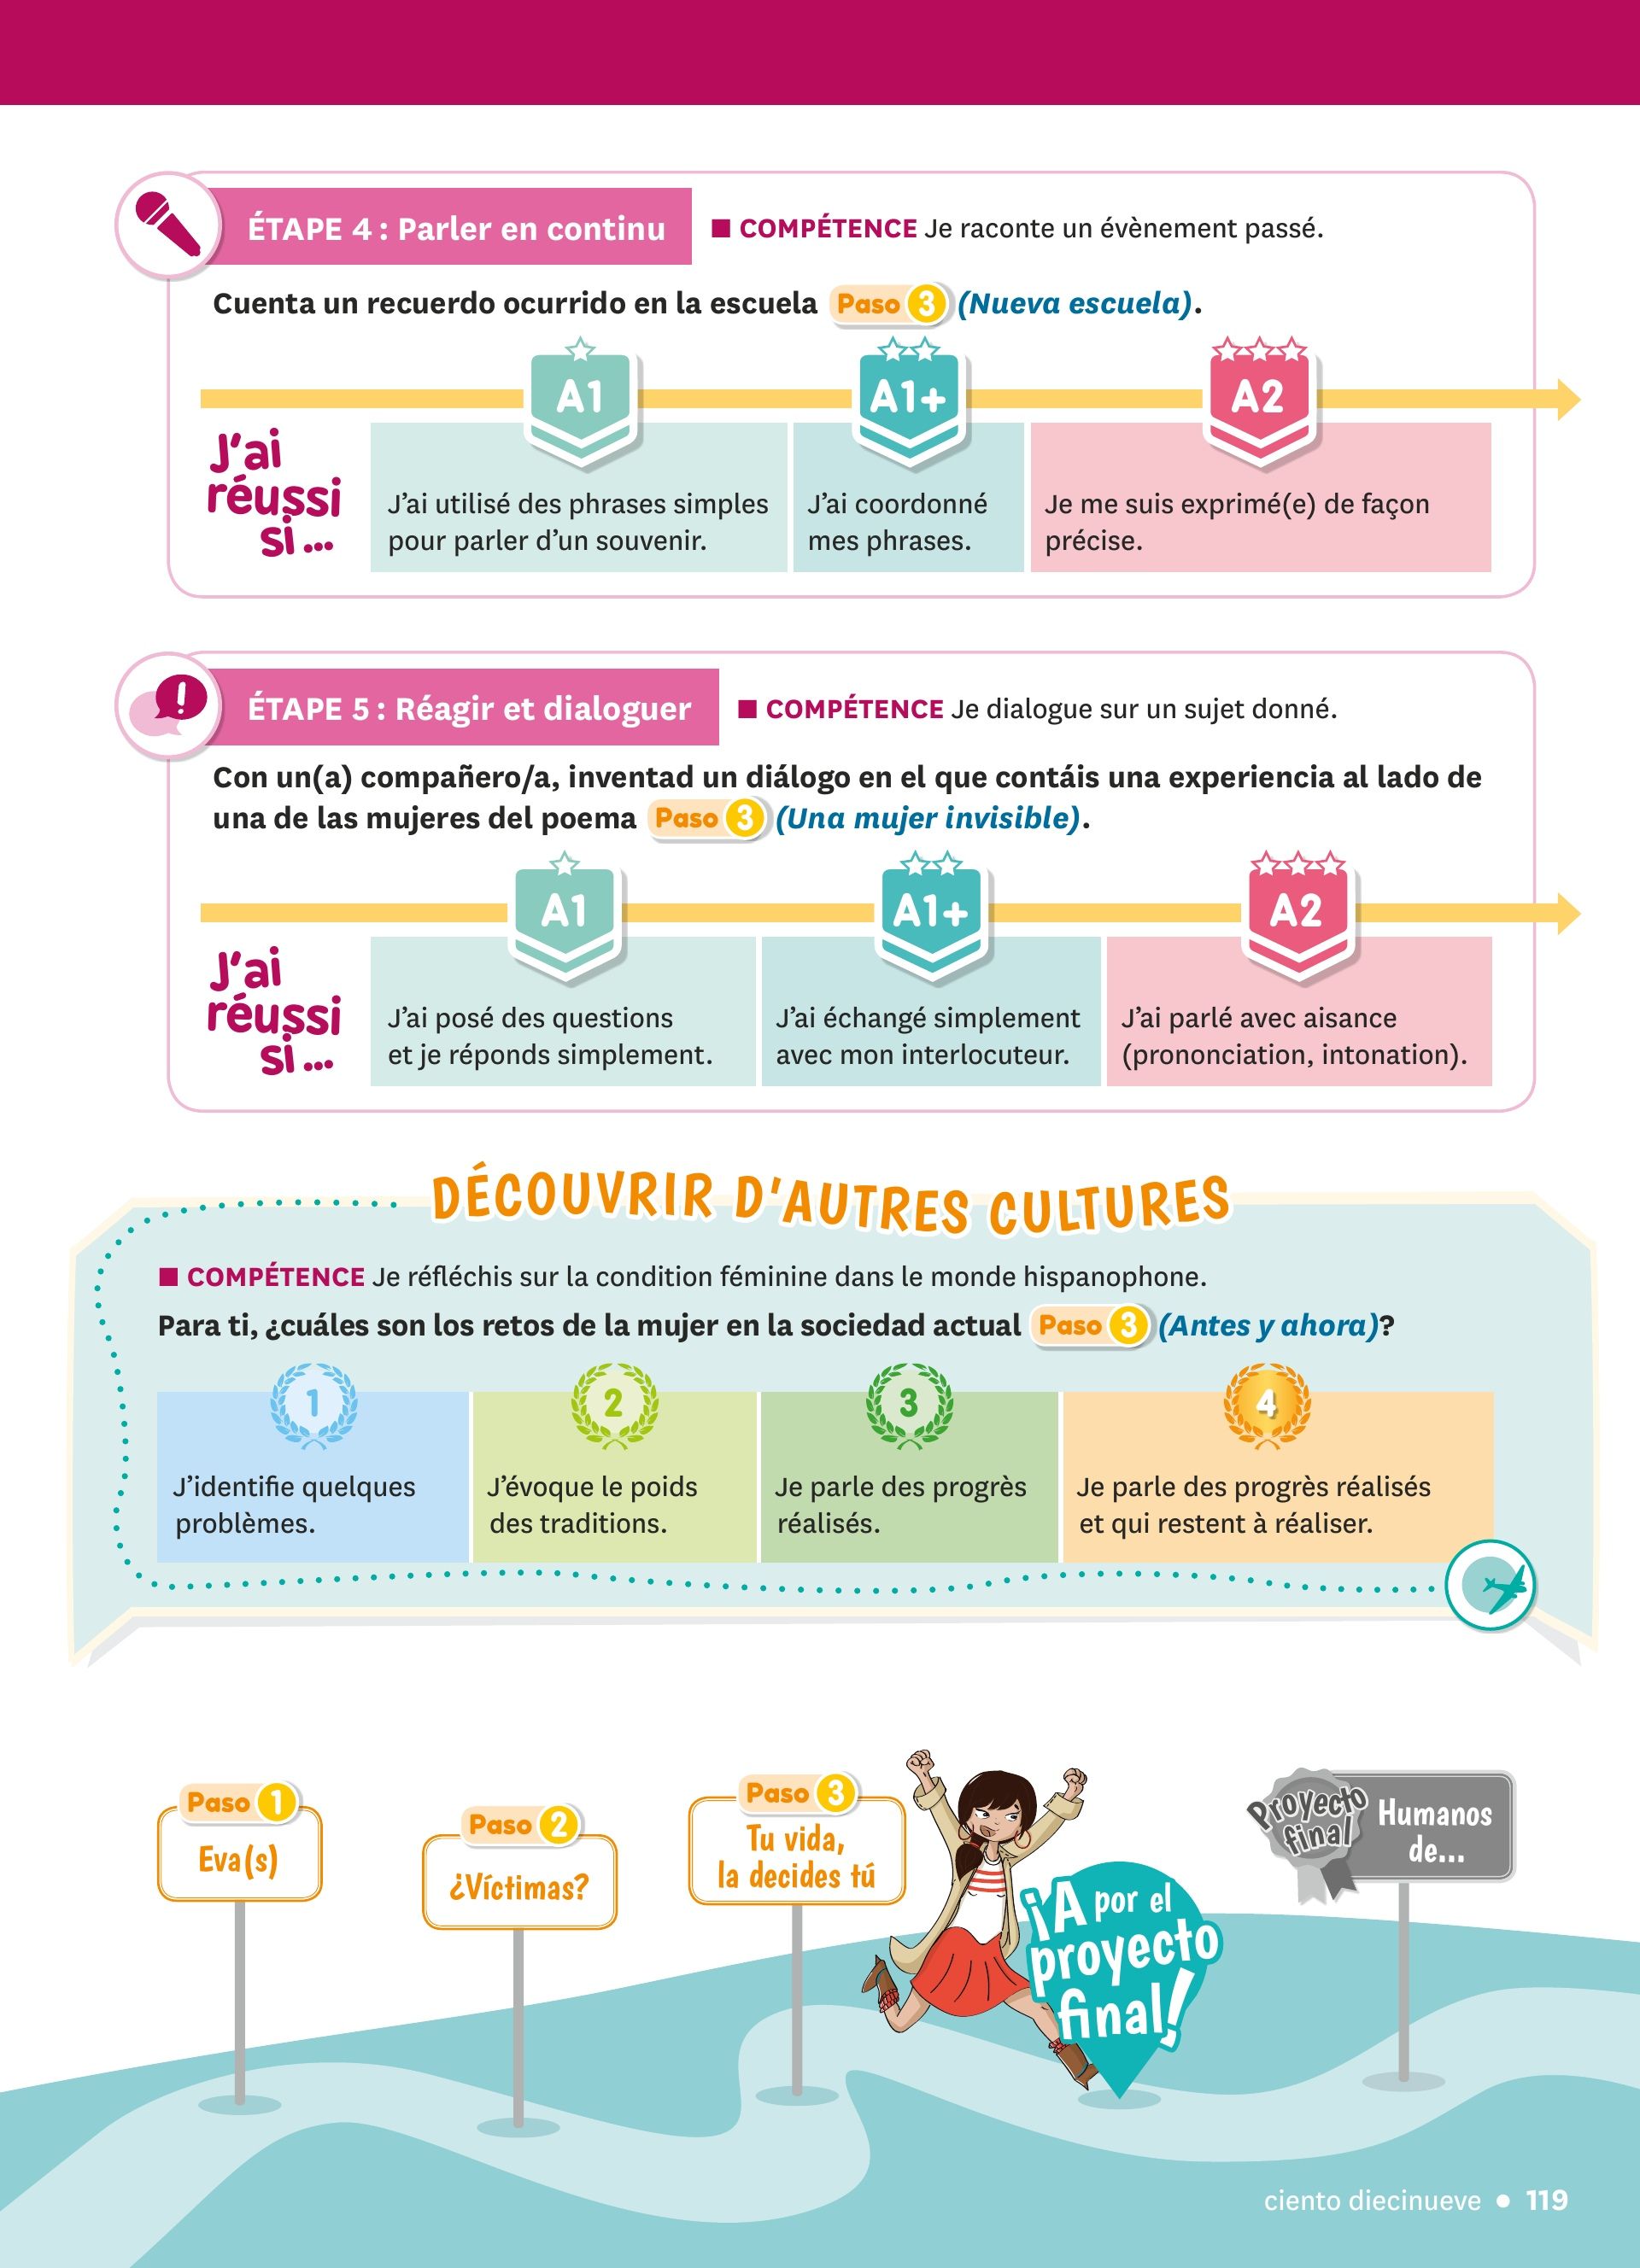 ÉTAPE 4 : Parler en continu
■ COMPÉTENCE Je raconte un évènement passé.
Cuenta un recuerdo ocurrido en la escuela Paso 3 (Nueva escuela).
A1
A1+
A2
J'ai
réussi
si ...
J'ai utilisé des phrases simples
pour parler d'un souvenir.
J'ai coordonné
mes phrases.
Je me suis exprimé(e) de façon
précise.
!
ÉTAPE 5 : Réagir et dialoguer
■ COMPÉTENCE Je dialogue sur un sujet donné.
Con un(a) compañero/a, inventad un diálogo en el que contáis una experiencia al lado de
una de las mujeres del poema Paso 3 (Una mujer invisible).
A1
A1+
A2
J'ai
réussi
si ...
J'ai posé des questions
et je réponds simplement.
J'ai échangé simplement
avec mon interlocuteur.
J'ai parlé avec aisance
(prononciation, intonation).
DÉCOUVRIR D'AUTRES CULTURES
■ COMPÉTENCE Je réfléchis sur la condition féminine dans le monde hispanophone.
Para ti, ¿cuáles son los retos de la mujer en la sociedad actual Paso 3 (Antes y ahora)?
1
2
3
4
J'identifie quelques
problèmes.
J'évoque le poids
des traditions.
Je parle des progrès
réalisés.
Je parle des progrès réalisés
et qui restent à réaliser.
Paso 1
Eva(s)
Paso 2
¿Víctimas?
Paso 3
Tu vida,
la decides tú
¡A por el
proyecto
final!
Proyecto
final
Humanos
de...
ciento diecinueve • 119